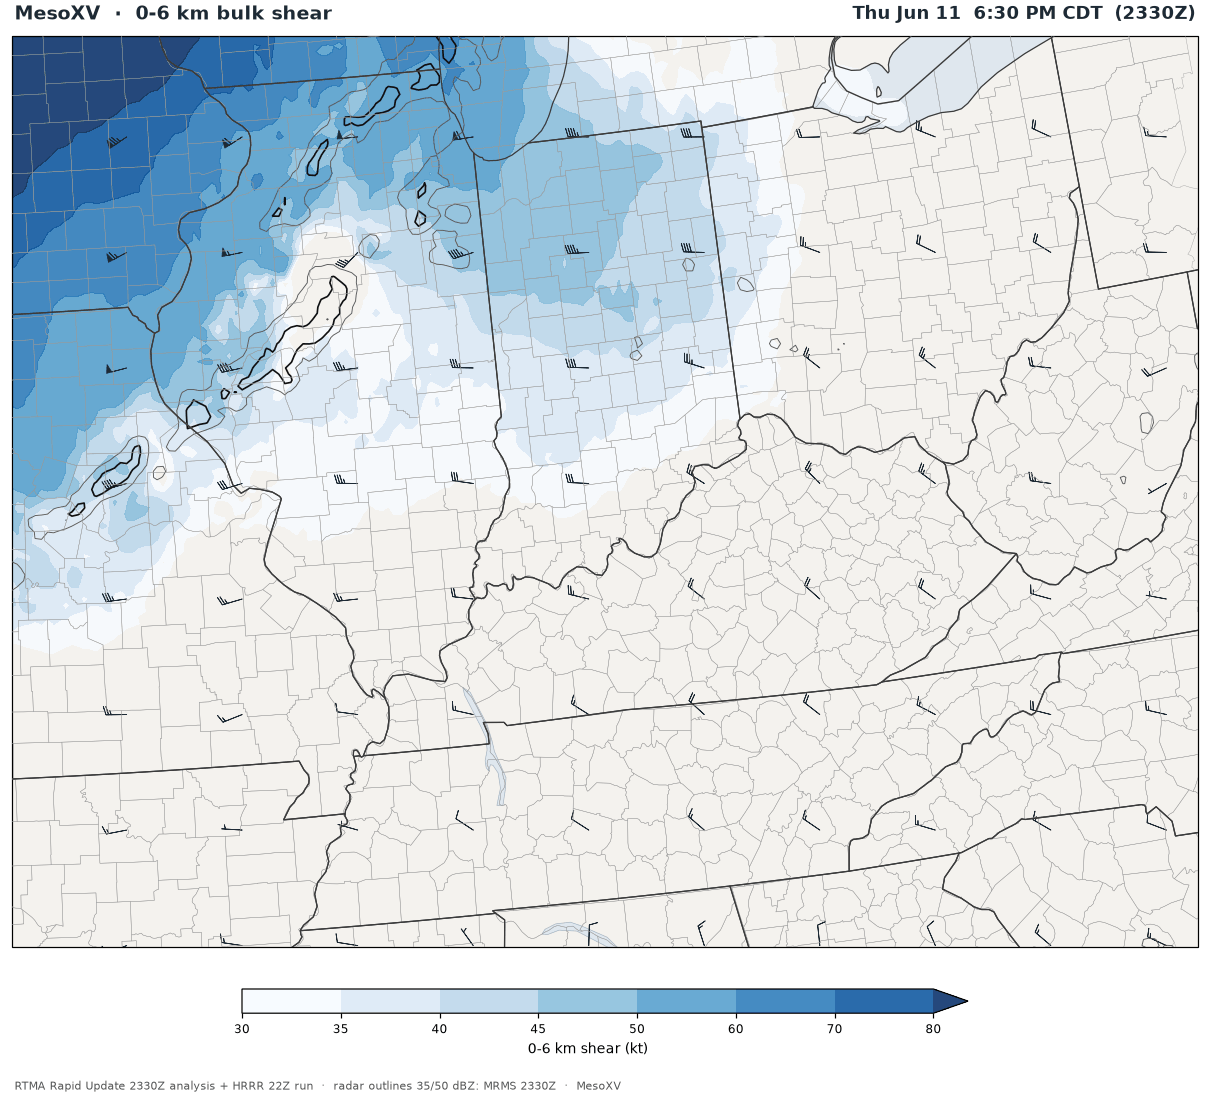 MesoXV · 0-6 km bulk shear
Thu Jun 11 6:30 PM CDT (2330Z)
30 35 40 45 50 60 70 80
0-6 km shear (kt)
RTMA Rapid Update 2330Z analysis + HRRR 22Z run · radar outlines 35/50 dBZ: MRMS 2330Z · MesoXV